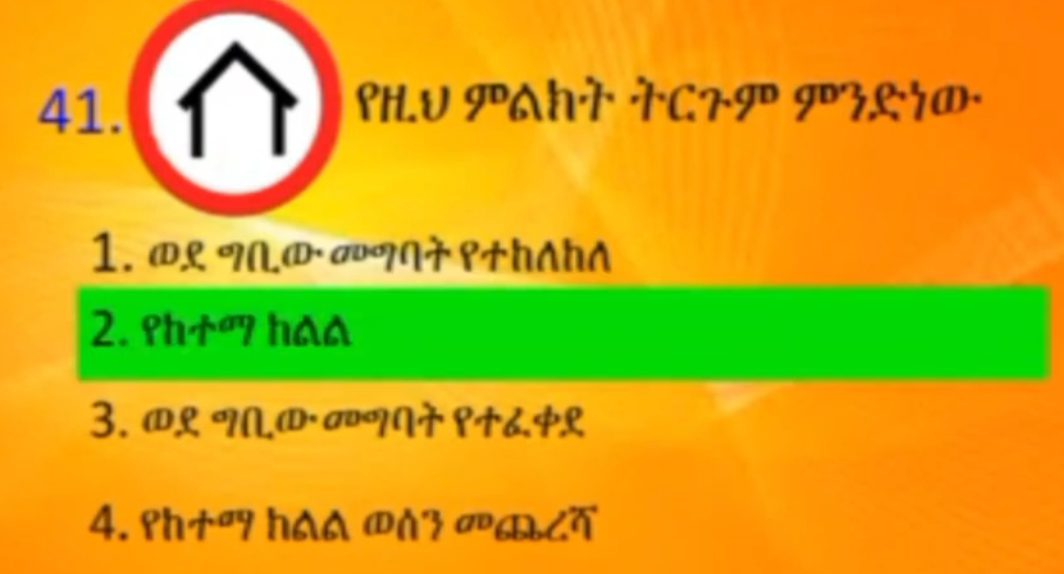 41. የዚህ ምልክት ትርጉም ምንድነው
1. ወደ ግቢው መግባት የተከለከለ
2. የከተማ ክልል
3. ወደ ግቢው መግባት የተፈቀደ
4. የከተማ ክልል ወሰን መጨረሻ